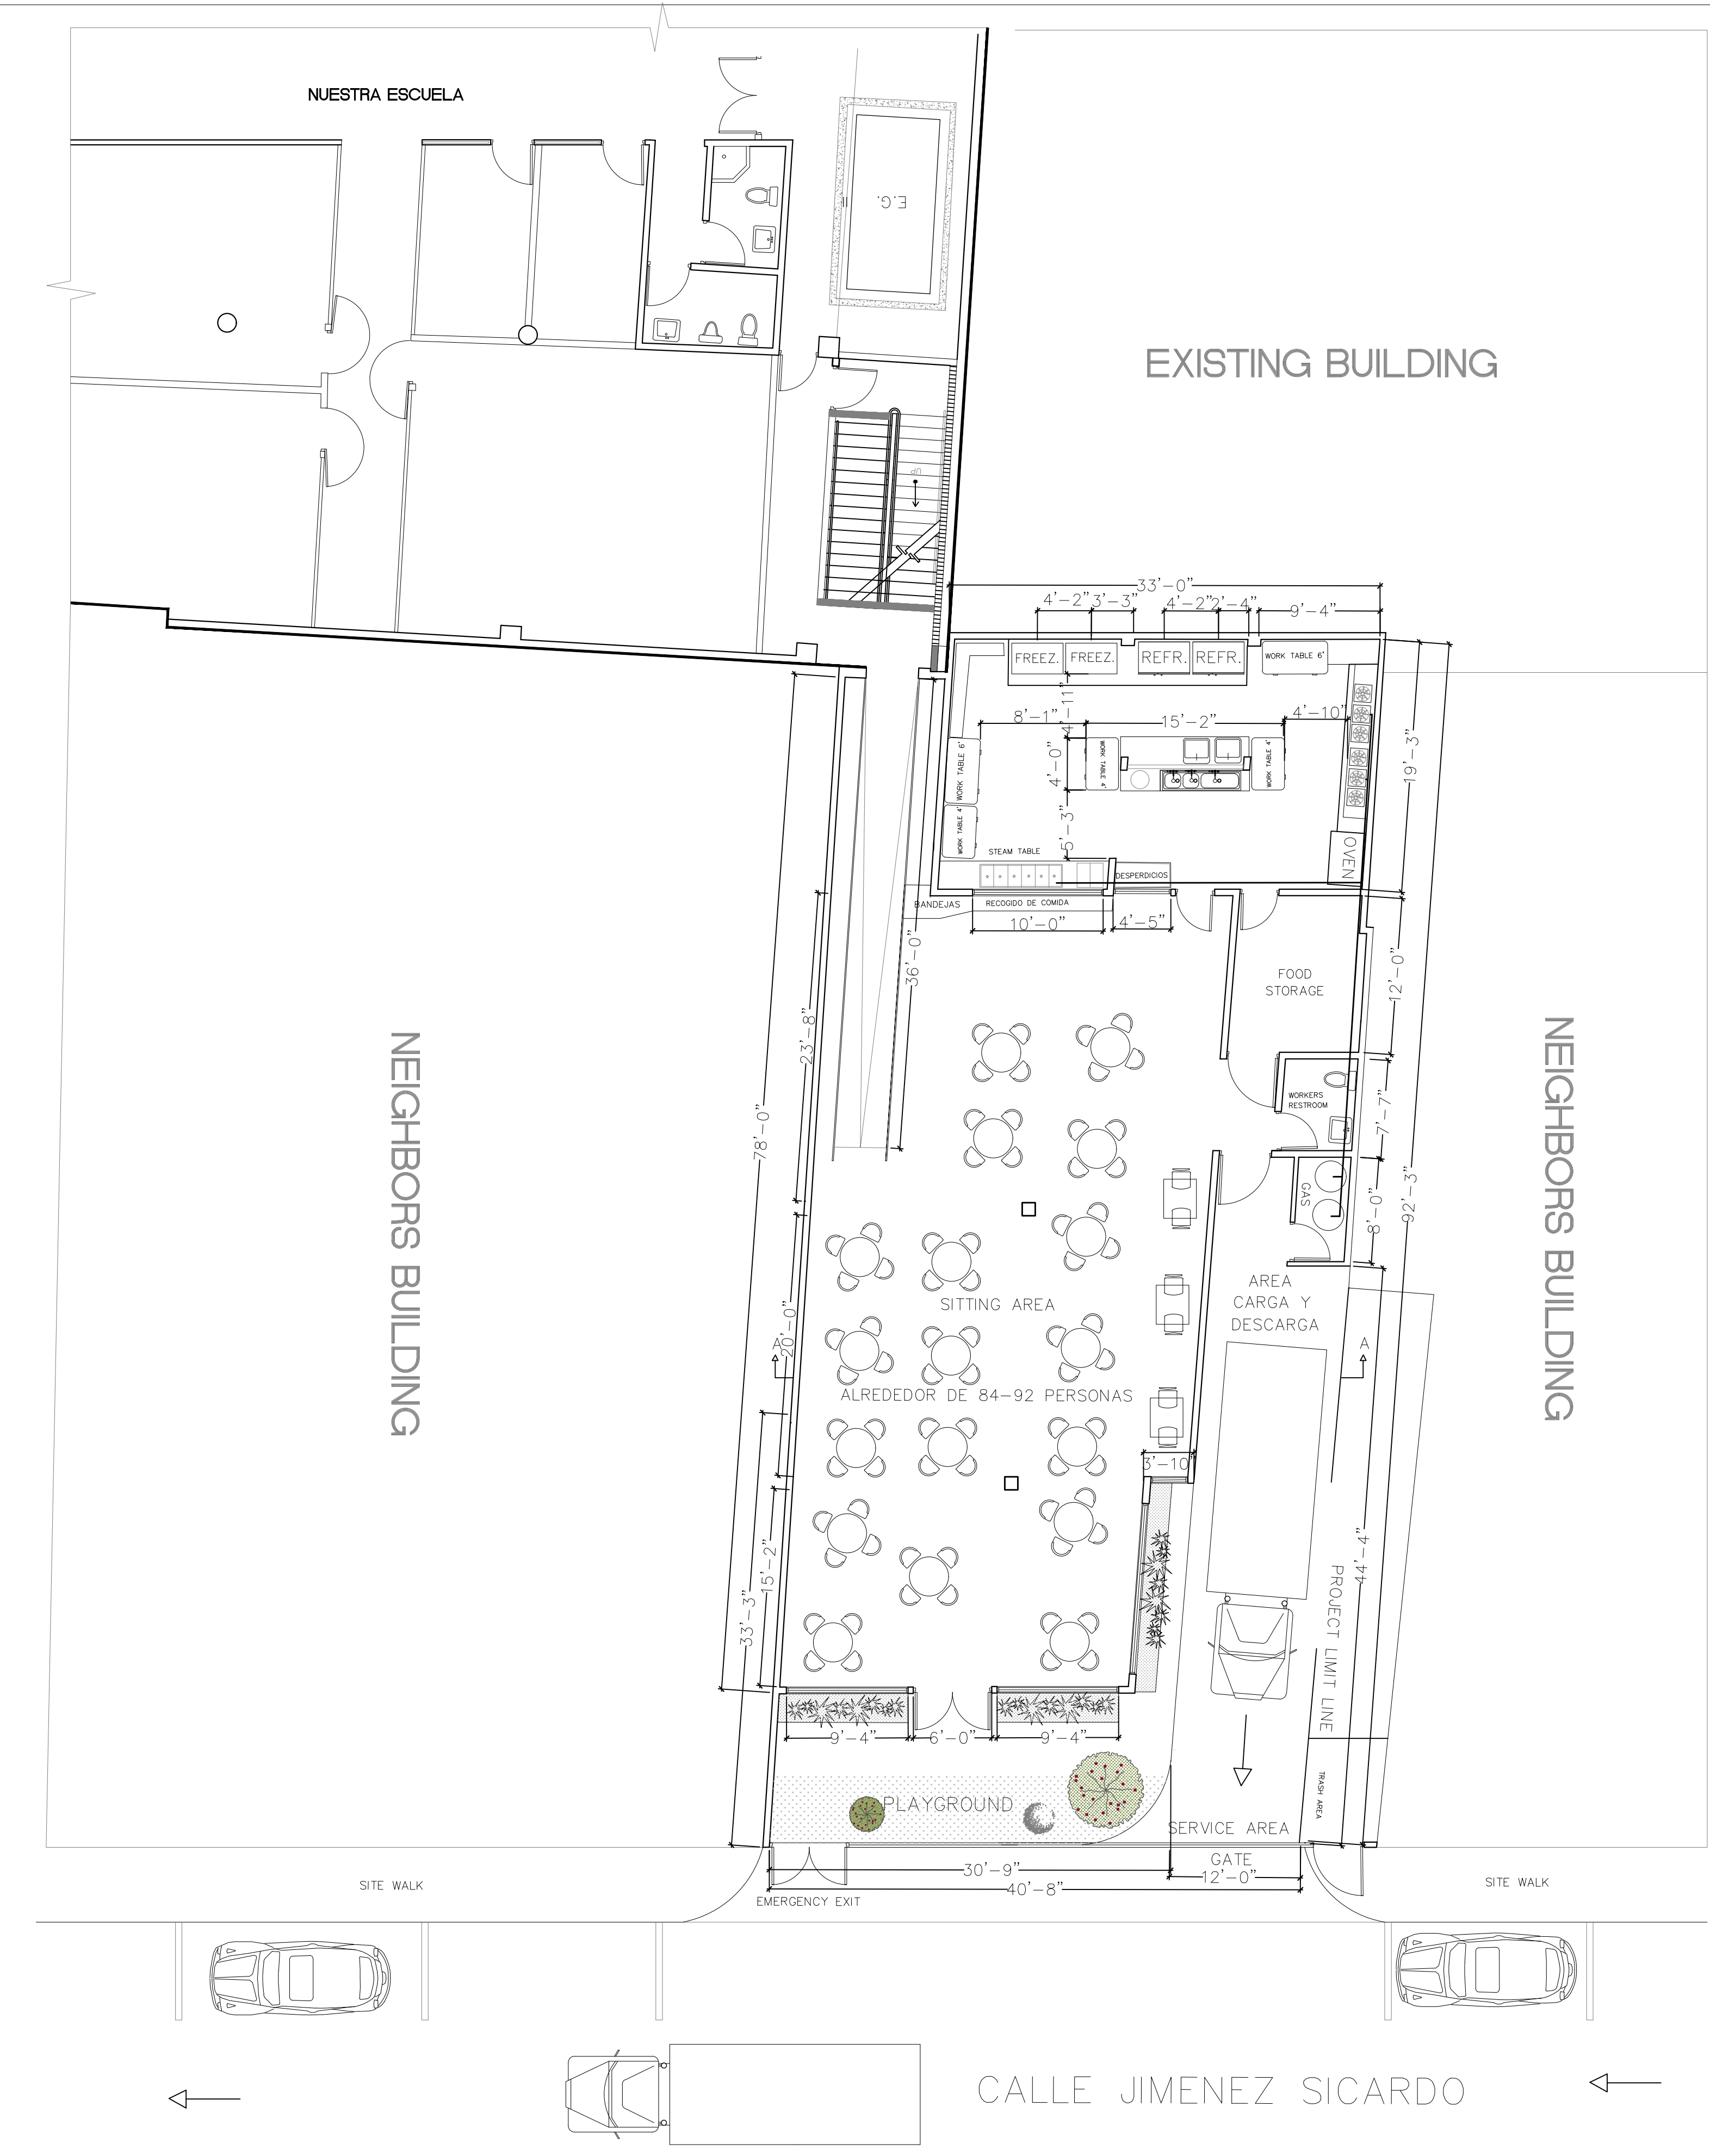 NUESTRA ESCUELA
E.G.
EXISTING BUILDING
UP
33'-0"
4'-2"
3'-3"
4'-2"
2'-4"
9'-4"
FREEZ.
FREEZ.
REFR.
REFR.
WORK TABLE 6'
4'-11"
8'-1"
15'-2"
4'-10"
4'-0"
WORK TABLE 6'
WORK TABLE 4'
WORK TABLE 4'
WORK TABLE 4'
19'-3"
5'-3"
STEAM TABLE
OVEN
DESPERDICIOS
BANDEJAS
RECOGIDO DE COMIDA
10'-0"
4'-5"
36'-0"
FOOD
STORAGE
12'-0"
23'-8"
78'-0"
NEIGHBORS BUILDING
NEIGHBORS BUILDING
WORKERS
RESTROOM
7'-7"
GAS
8'-0"
92'-3"
AREA
CARGA Y
DESCARGA
SITTING AREA
20'-0"
A
A
ALREDEDOR DE 84-92 PERSONAS
3'-10"
15'-2"
33'-3"
44'-4"
PROJECT LIMIT LINE
9'-4"
6'-0"
9'-4"
PLAYGROUND
TRASH AREA
SERVICE AREA
GATE
30'-9"
12'-0"
40'-8"
EMERGENCY EXIT
SITE WALK
SITE WALK
CALLE JIMENEZ SICARDO